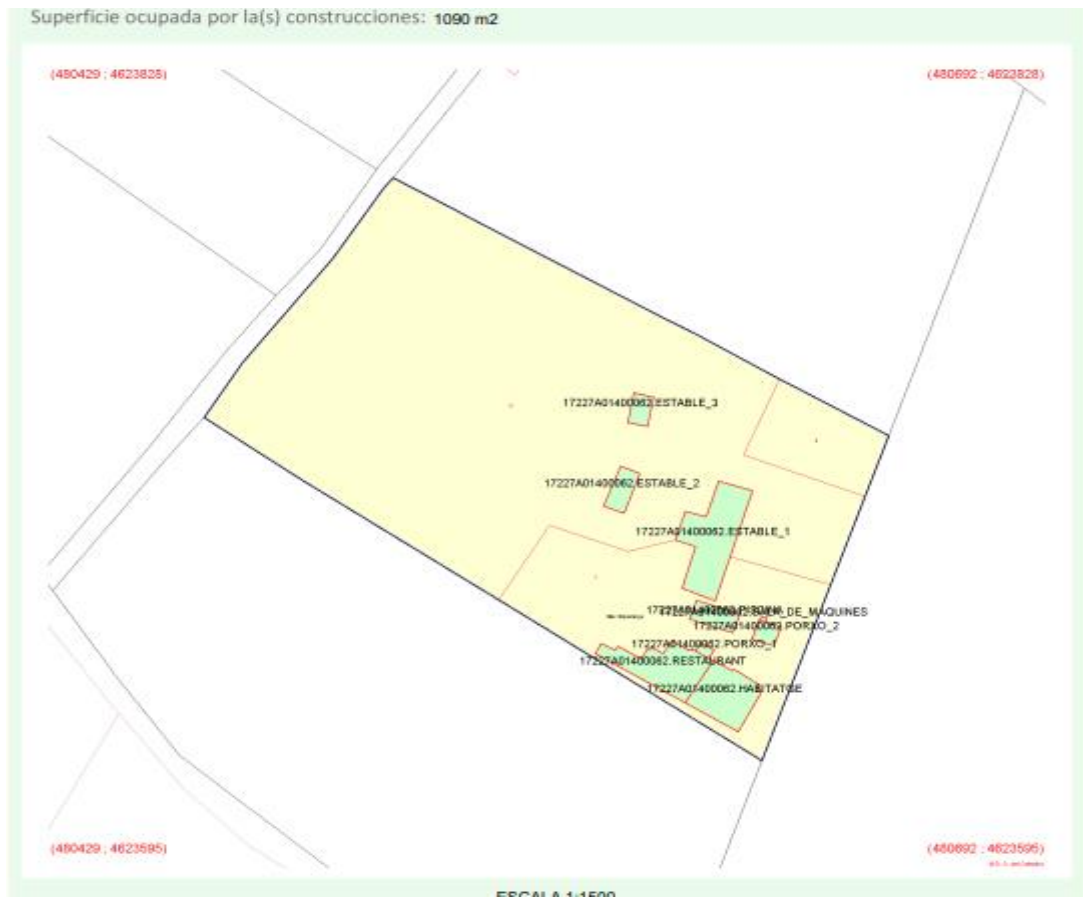 Superficie ocupada por la(s) construcciones: 1090 m2
(480429 ; 4623828)
(480692 ; 4623828)
17227A01400062.ESTABLE_3
17227A01400062.ESTABLE_2
17227A01400062.ESTABLE_1
SALA_DE_MAQUINES
17227A01400062.PORXO_2
17227A01400062.PORXO_1
17227A01400062.RESTAURANT
17227A01400062.HABITATGE
(480429 ; 4623595)
(480692 ; 4623595)
ESCALA 1:1500